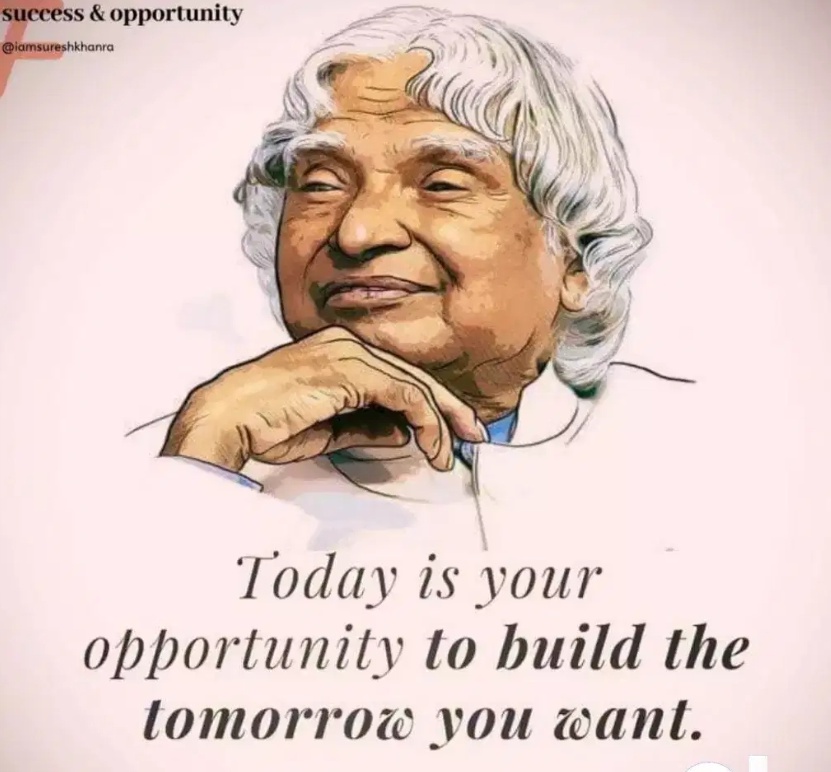 success & opportunity
@iamsureshkhanra
Today is your
opportunity to build the
tomorrow you want.